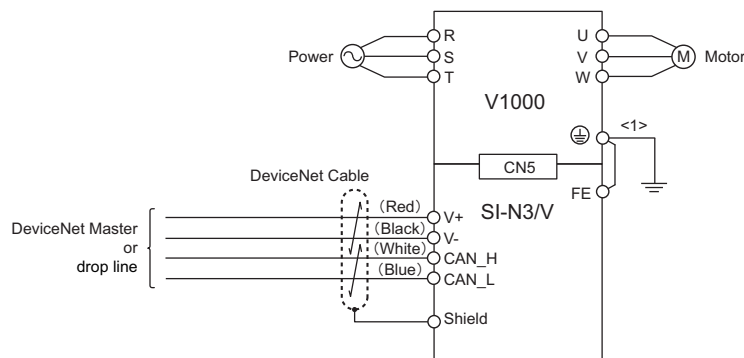 Power
R
S
T
U
V
W
M
Motor
V1000
<1>
CN5
FE
SI-N3/V
DeviceNet Cable
DeviceNet Master
or
drop line
(Red)
V+
(Black)
V-
(White)
CAN_H
(Blue)
CAN_L
Shield